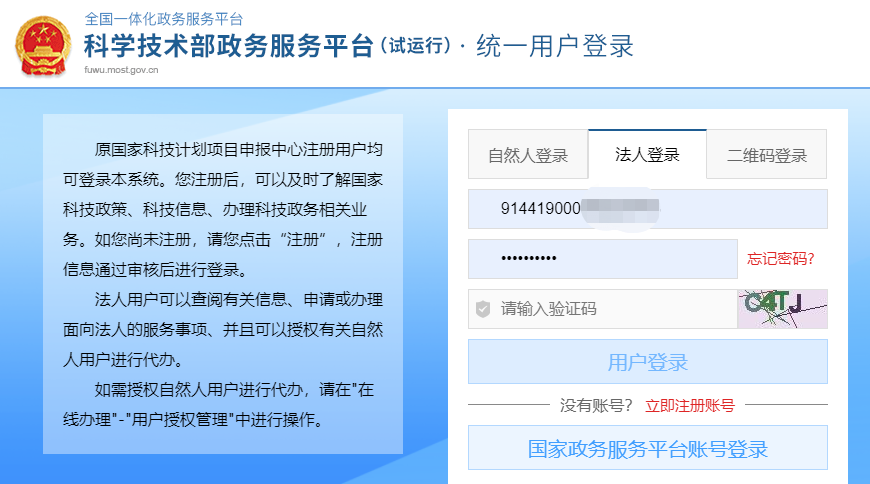 全国一体化政务服务平台
科学技术部政务服务平台(试运行)·统一用户登录
fuwu.most.gov.cn
原国家科技计划项目申报中心注册用户均
可登录本系统。您注册后，可以及时了解国家
科技政策、科技信息、办理科技政务相关业
务。如您尚未注册，请您点击“注册”，注册
信息通过审核后进行登录。
法人用户可以查阅有关信息、申请或办理
面向法人的服务事项、并且可以授权有关自然
人用户进行代办。
如需授权自然人用户进行代办，请在"在
线办理"-"用户授权管理"中进行操作。
自然人登录 法人登录 二维码登录
914419000
••••••••••
忘记密码?
请输入验证码
C4TJ
用户登录
没有账号? 立即注册账号
国家政务服务平台账号登录